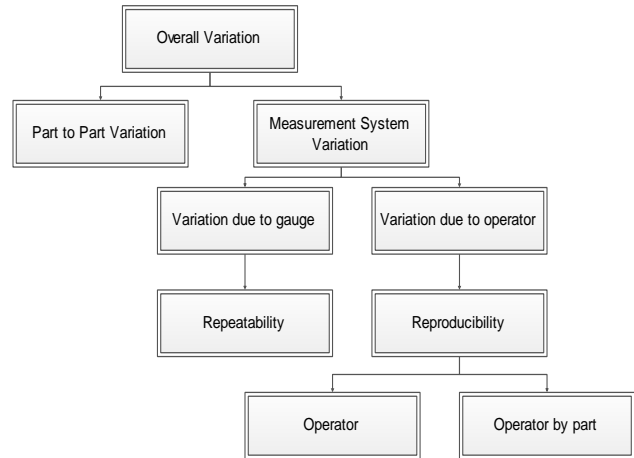 Overall Variation
Part to Part Variation
Measurement System
Variation
Variation due to gauge
Variation due to operator
Repeatability
Reproducibility
Operator
Operator by part